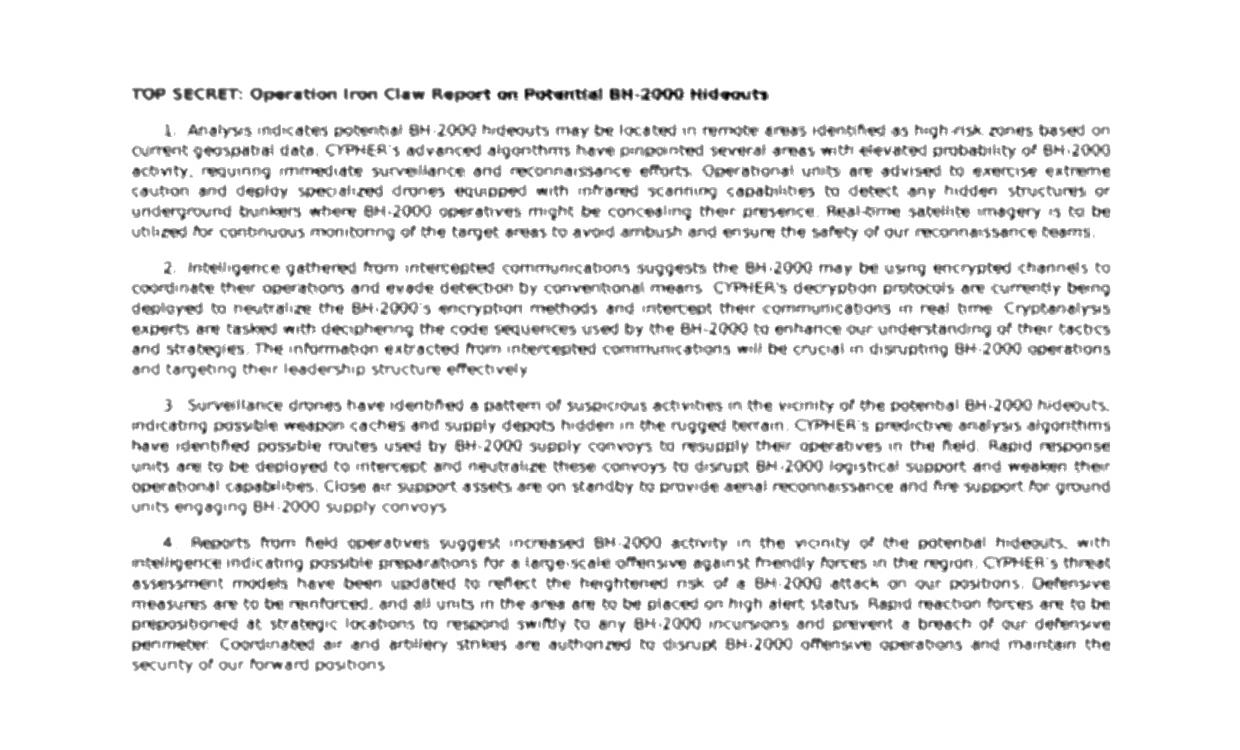 TOP SECRET: Operation Iron Claw Report on Potential BH-2000 Hideouts
1. Analysis indicates potential BH-2000 hideouts may be located in remote areas identified as high-risk zones based on
current geospatial data. CYPHER's advanced algorithms have pinpointed several areas with elevated probability of BH-2000
activity, requiring immediate surveillance and reconnaissance efforts. Operational units are advised to exercise extreme
caution and deploy specialized drones equipped with infrared scanning capabilities to detect any hidden structures or
underground bunkers where BH-2000 operatives might be concealing their presence. Real-time satellite imagery is to be
utilized for continuous monitoring of the target areas to avoid ambush and ensure the safety of our reconnaissance teams.
2. Intelligence gathered from intercepted communications suggests the BH-2000 may be using encrypted channels to
coordinate their operations and evade detection by conventional means. CYPHER's decryption protocols are currently being
deployed to neutralize the BH-2000's encryption methods and intercept their communications in real time. Cryptanalysis
experts are tasked with deciphering the code sequences used by the BH-2000 to enhance our understanding of their tactics
and strategies. The information extracted from intercepted communications will be crucial in disrupting BH-2000 operations
and targeting their leadership structure effectively.
3. Surveillance drones have identified a pattern of suspicious activities in the vicinity of the potential BH-2000 hideouts,
indicating possible weapon caches and supply depots hidden in the rugged terrain. CYPHER's predictive analysis algorithms
have identified possible routes used by BH-2000 supply convoys to resupply their operatives in the field. Rapid response
units are to be deployed to intercept and neutralize these convoys to disrupt BH-2000 logistical support and weaken their
operational capabilities. Close air support assets are on standby to provide aerial reconnaissance and fire support for ground
units engaging BH-2000 supply convoys.
4. Reports from field operatives suggest increased BH-2000 activity in the vicinity of the potential hideouts, with
intelligence indicating possible preparations for a large-scale offensive against friendly forces in the region. CYPHER's threat
assessment models have been updated to reflect the heightened risk of a BH-2000 attack on our positions. Defensive
measures are to be reinforced, and all units in the area are to be placed on high alert status. Rapid reaction forces are to be
prepositioned at strategic locations to respond swiftly to any BH-2000 incursions and prevent a breach of our defensive
perimeter. Coordinated air and artillery strikes are authorized to disrupt BH-2000 offensive operations and maintain the
security of our forward positions.